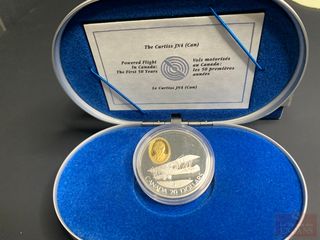 The Curtiss JN4 (Can)
Powered Flight
In Canada:
The First 50 Years
Vols motorisés
au Canada:
les 50 premières
années
Le Curtiss JN4 (Can)
CANADA 20 DOLLARS